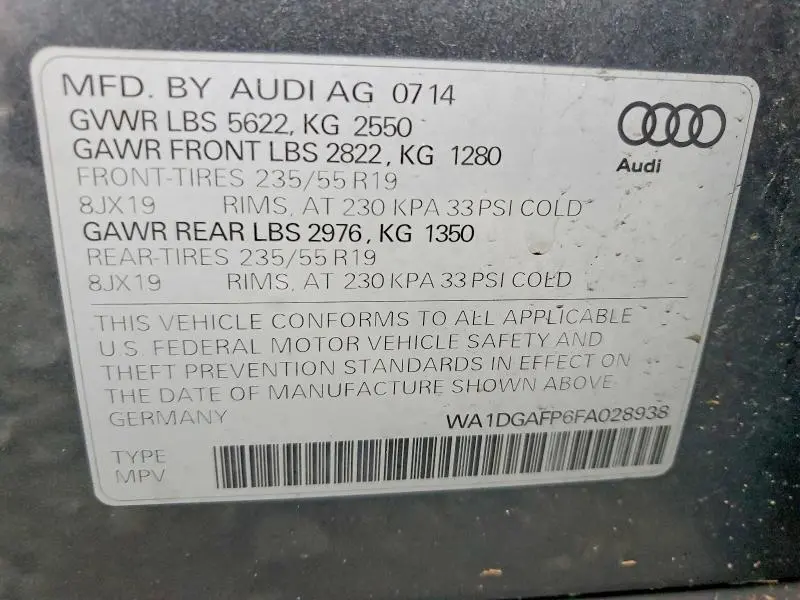 MFD. BY AUDI AG 0714
GVWR LBS 5622, KG 2550
GAWR FRONT LBS 2822, KG 1280
FRONT-TIRES 235/55 R19
8JX19 RIMS, AT 230 KPA 33 PSI COLD
GAWR REAR LBS 2976, KG 1350
REAR-TIRES 235/55 R19
8JX19 RIMS, AT 230 KPA 33 PSI COLD
Audi
THIS VEHICLE CONFORMS TO ALL APPLICABLE
U.S. FEDERAL MOTOR VEHICLE SAFETY AND
THEFT PREVENTION STANDARDS IN EFFECT ON
THE DATE OF MANUFACTURE SHOWN ABOVE
GERMANY WA1DGAFP6FA028938
TYPE
MPV